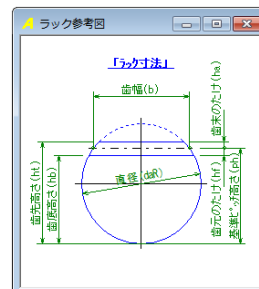 ラック参考図
「ラック寸法」
歯幅(b)
歯末のたけ(ha)
直径(daR)
歯先高さ(ht)
歯底高さ(hb)
歯元のたけ(hf)
基準ピッチ高さ(ph)